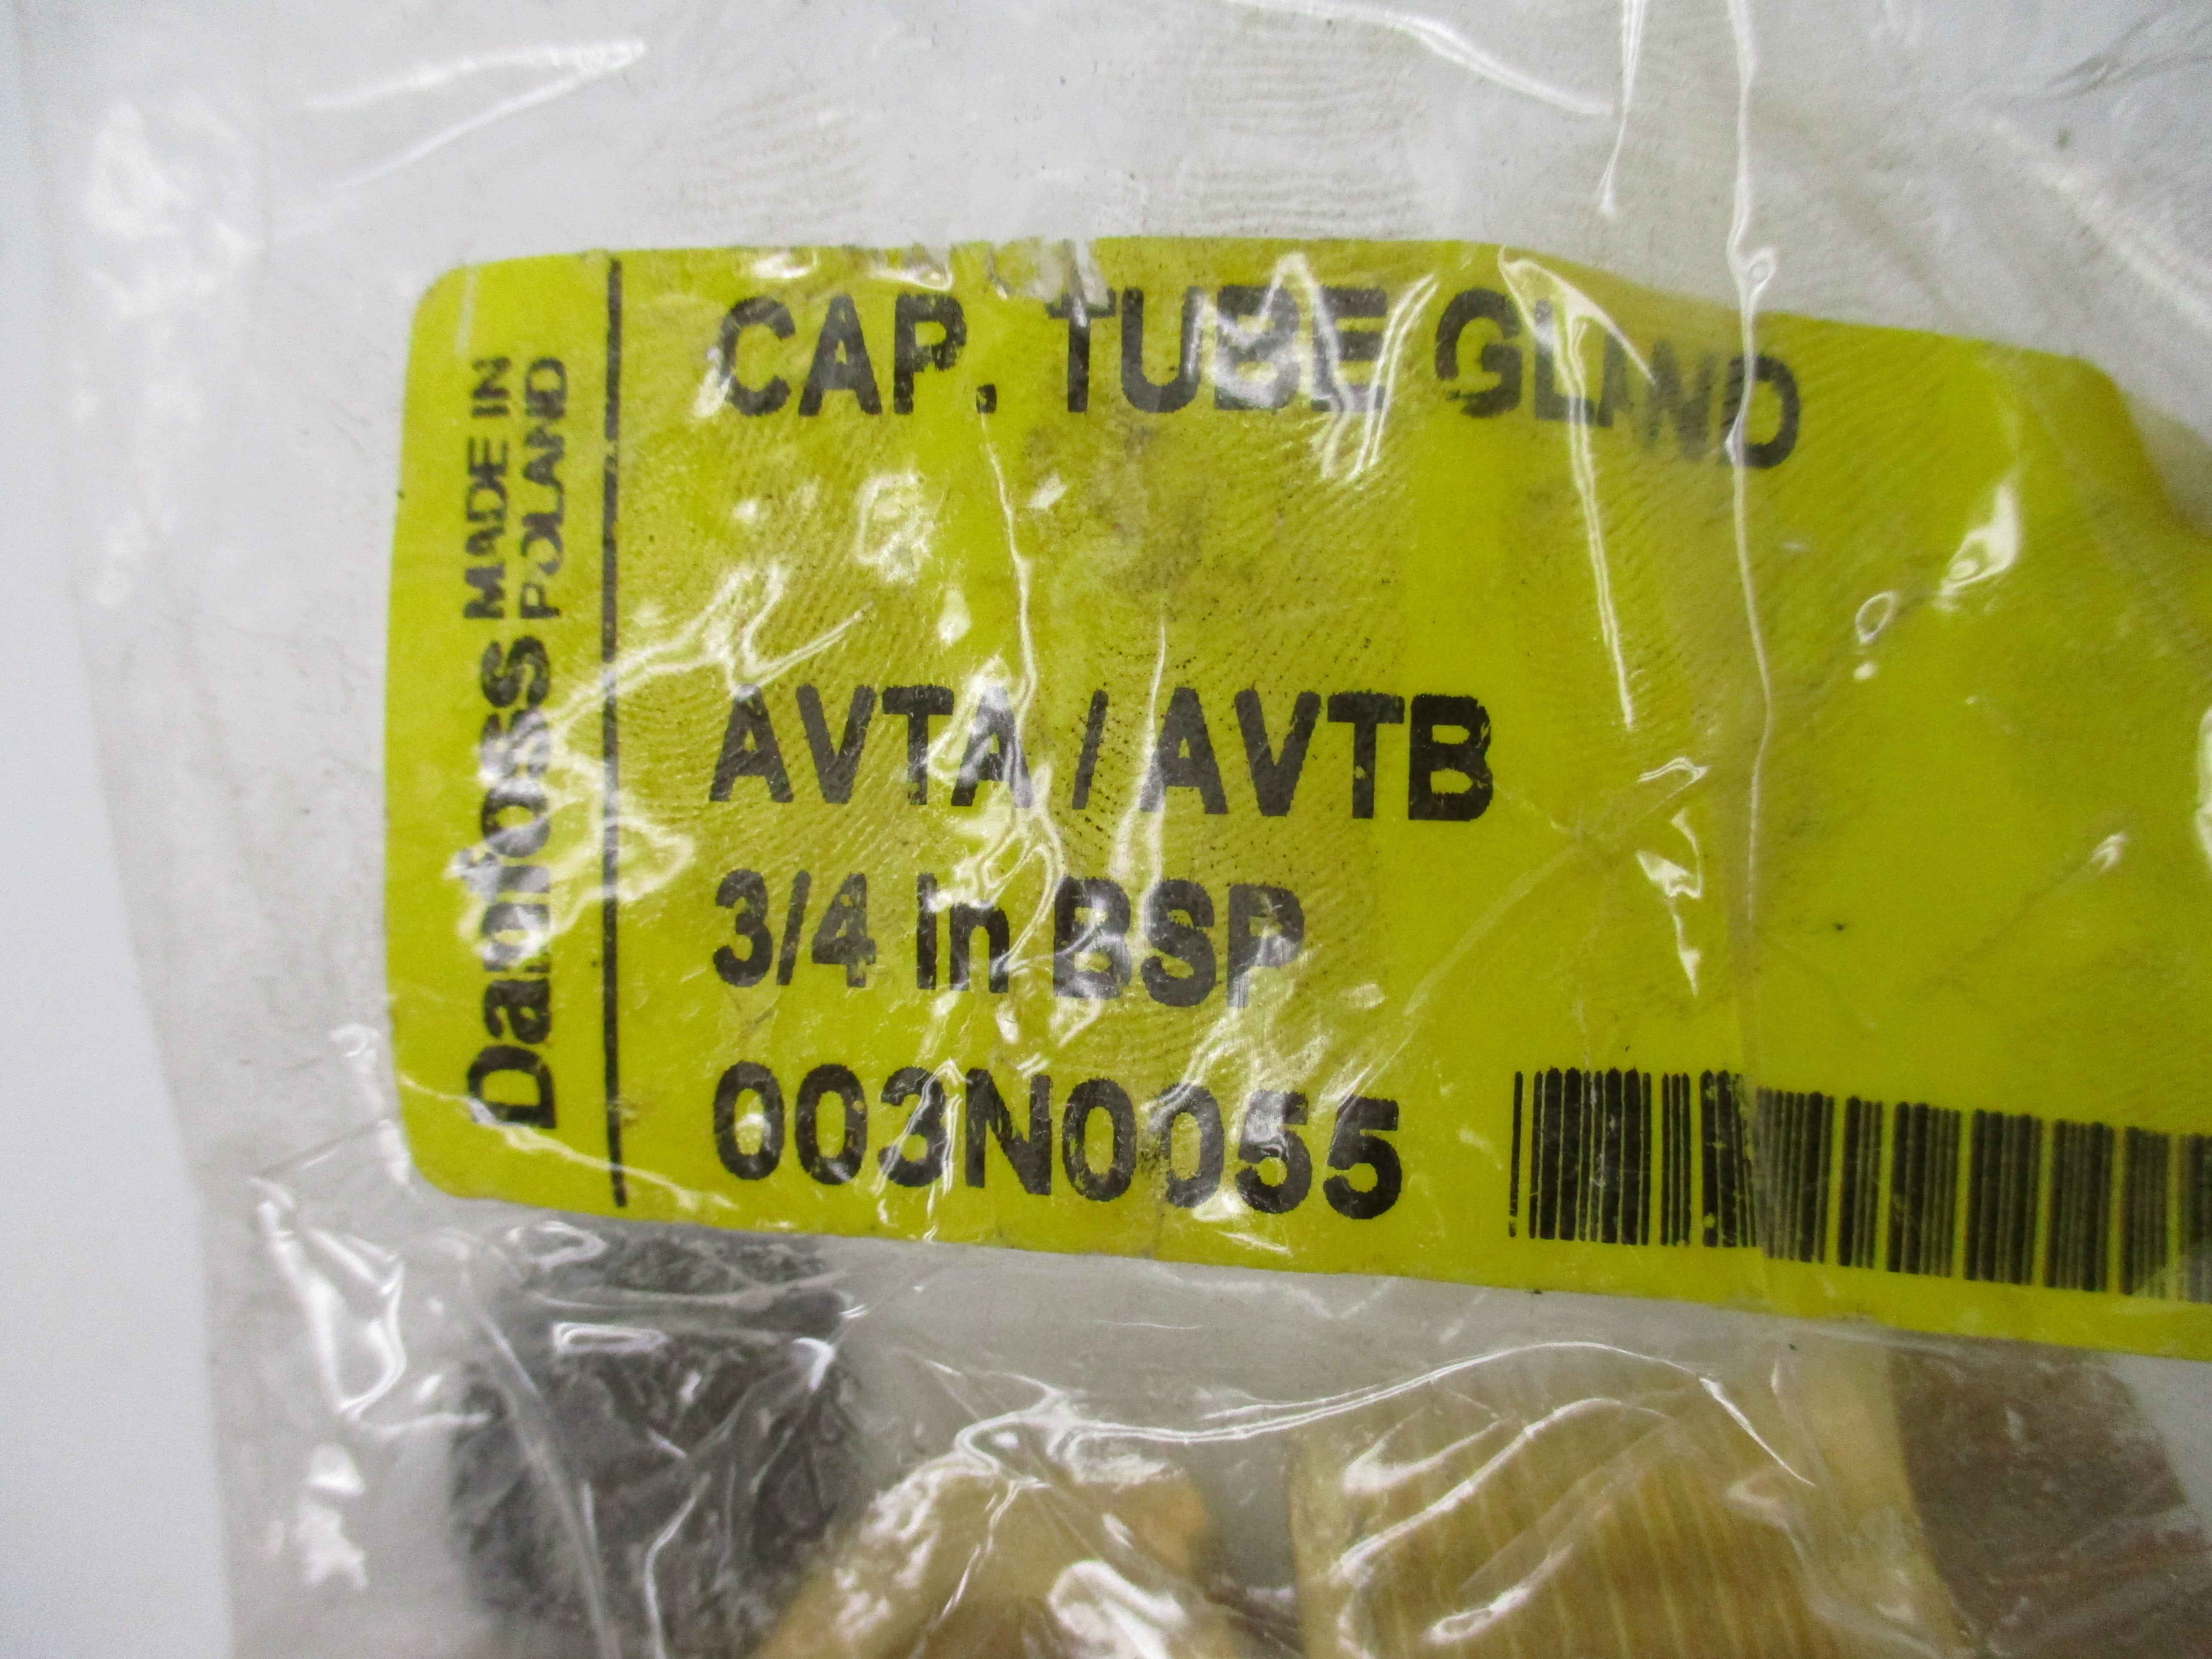 CAP. TUBE GLAND
AVTA / AVTB
3/4 in BSP
003N0055
Danfoss
MADE IN
POLAND